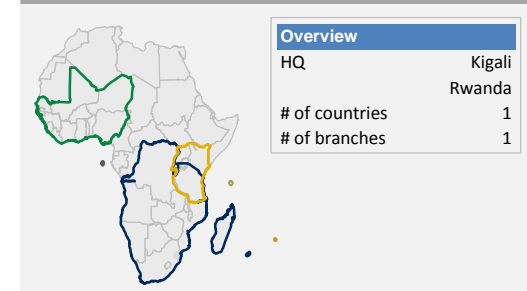 Overview
HQ Kigali
Rwanda
# of countries 1
# of branches 1